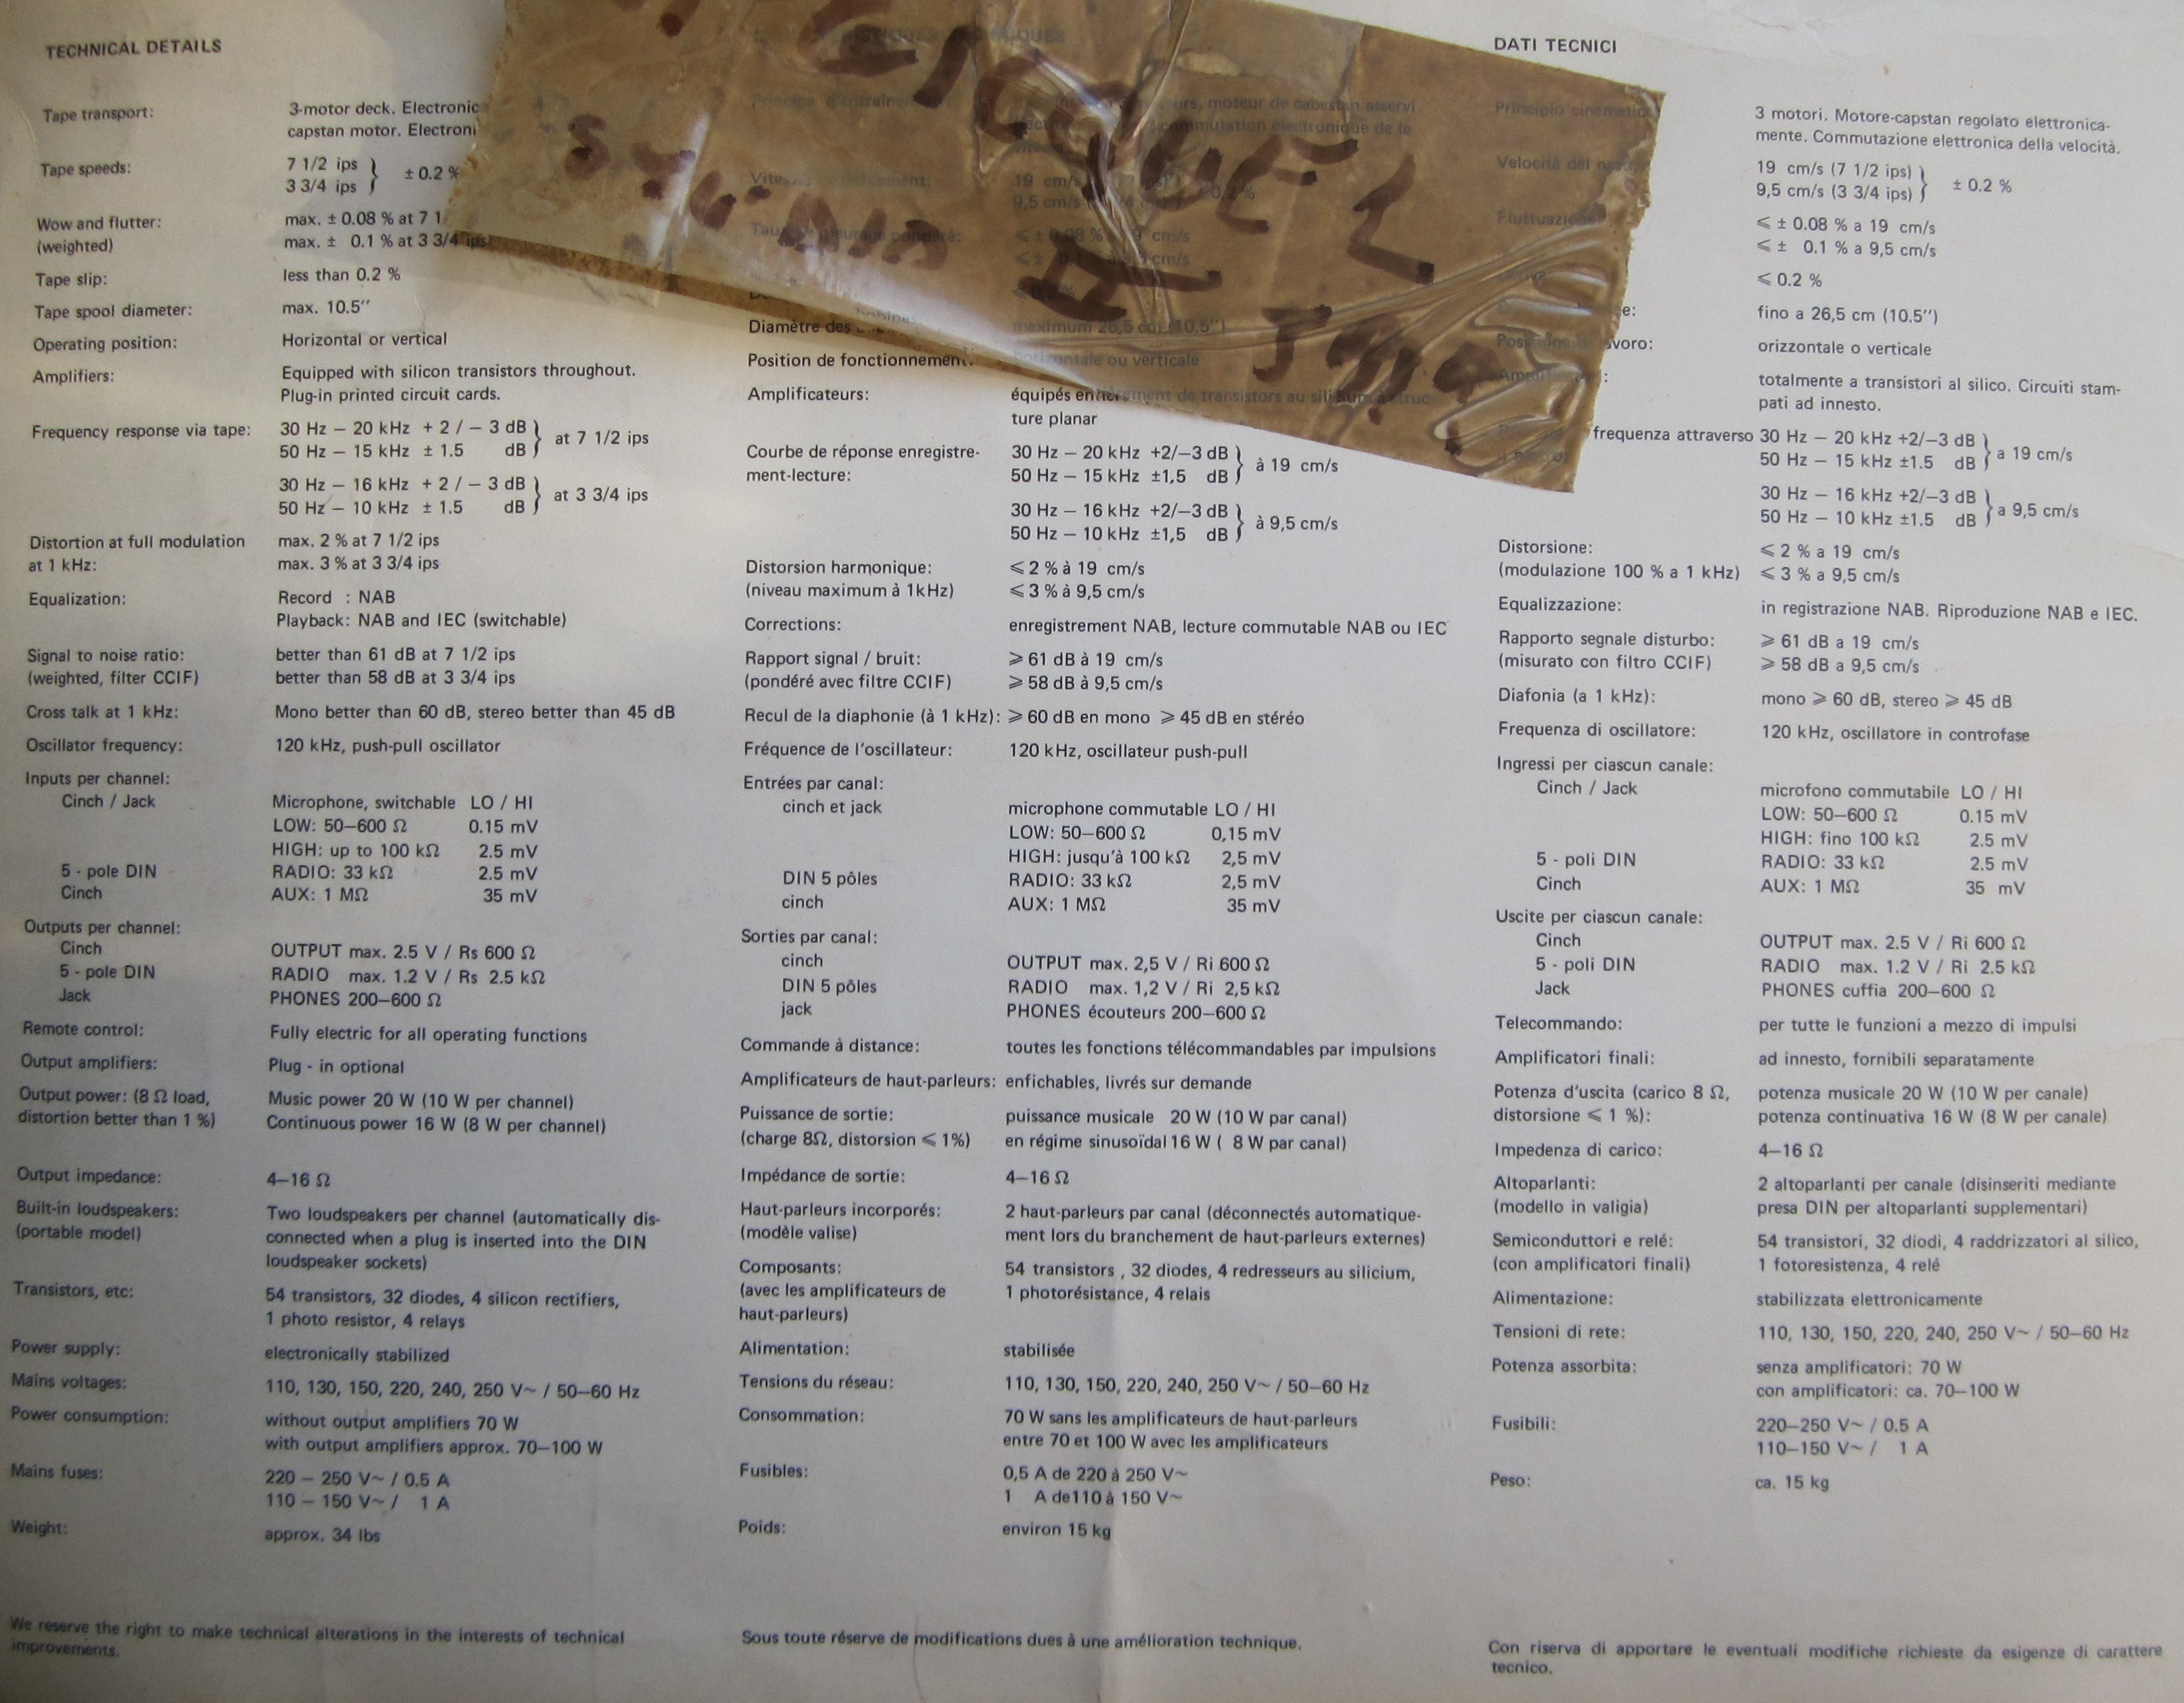 TECHNICAL DETAILS
Tape transport: 3-motor deck. Electronic
capstan motor. Electroni
Tape speeds: 7 1/2 ips } ± 0.2 %
3 3/4 ips
Wow and flutter: max. ± 0.08 % at 7 1
(weighted) max. ± 0.1 % at 3 3/4 ips
Tape slip: less than 0.2 %
Tape spool diameter: max. 10.5″
Operating position: Horizontal or vertical
Amplifiers: Equipped with silicon transistors throughout.
Plug-in printed circuit cards.
Frequency response via tape: 30 Hz – 20 kHz + 2 / – 3 dB } at 7 1/2 ips
50 Hz – 15 kHz ± 1.5 dB
30 Hz – 16 kHz + 2 / – 3 dB } at 3 3/4 ips
50 Hz – 10 kHz ± 1.5 dB
Distortion at full modulation max. 2 % at 7 1/2 ips
at 1 kHz: max. 3 % at 3 3/4 ips
Equalization: Record : NAB
Playback: NAB and IEC (switchable)
Signal to noise ratio: better than 61 dB at 7 1/2 ips
(weighted, filter CCIF) better than 58 dB at 3 3/4 ips
Cross talk at 1 kHz: Mono better than 60 dB, stereo better than 45 dB
Oscillator frequency: 120 kHz, push-pull oscillator
Inputs per channel:
Cinch / Jack Microphone, switchable LO / HI
LOW: 50–600 Ω 0.15 mV
HIGH: up to 100 kΩ 2.5 mV
5 - pole DIN RADIO: 33 kΩ 2.5 mV
Cinch AUX: 1 MΩ 35 mV
Outputs per channel:
Cinch OUTPUT max. 2.5 V / Rs 600 Ω
5 - pole DIN RADIO max. 1.2 V / Rs 2.5 kΩ
Jack PHONES 200–600 Ω
Remote control: Fully electric for all operating functions
Output amplifiers: Plug - in optional
Output power: (8 Ω load, Music power 20 W (10 W per channel)
distortion better than 1 %) Continuous power 16 W (8 W per channel)
Output impedance: 4–16 Ω
Built-in loudspeakers: Two loudspeakers per channel (automatically dis-
(portable model) connected when a plug is inserted into the DIN
loudspeaker sockets)
Transistors, etc: 54 transistors, 32 diodes, 4 silicon rectifiers,
1 photo resistor, 4 relays
Power supply: electronically stabilized
Mains voltages: 110, 130, 150, 220, 240, 250 V~ / 50–60 Hz
Power consumption: without output amplifiers 70 W
with output amplifiers approx. 70–100 W
Mains fuses: 220 – 250 V~ / 0.5 A
110 – 150 V~ / 1 A
Weight: approx. 34 lbs
We reserve the right to make technical alterations in the interests of technical
improvements.
Principe d'entraînement: moteur de cabestan asservi
commutation électronique de la
Vitesses de défilement: 19 cm/s 0.2 %
9,5 cm/s
Taux de pleurage pondéré: ≤ ± 0.08 % cm/s
Diamètre des bobines: maximum 26,5 cm (10.5″)
Position de fonctionnement: horizontale ou verticale
Amplificateurs: équipés entièrement de transistors au silicium à struc-
ture planar
Courbe de réponse enregistre- 30 Hz – 20 kHz +2/–3 dB } à 19 cm/s
ment-lecture: 50 Hz – 15 kHz ±1,5 dB
30 Hz – 16 kHz +2/–3 dB } à 9,5 cm/s
50 Hz – 10 kHz ±1,5 dB
Distorsion harmonique: ≤ 2 % à 19 cm/s
(niveau maximum à 1kHz) ≤ 3 % à 9,5 cm/s
Corrections: enregistrement NAB, lecture commutable NAB ou IEC
Rapport signal / bruit: ≥ 61 dB à 19 cm/s
(pondéré avec filtre CCIF) ≥ 58 dB à 9,5 cm/s
Recul de la diaphonie (à 1 kHz): ≥ 60 dB en mono ≥ 45 dB en stéréo
Fréquence de l'oscillateur: 120 kHz, oscillateur push-pull
Entrées par canal:
cinch et jack microphone commutable LO / HI
LOW: 50–600 Ω 0,15 mV
HIGH: jusqu'à 100 kΩ 2,5 mV
DIN 5 pôles RADIO: 33 kΩ 2,5 mV
cinch AUX: 1 MΩ 35 mV
Sorties par canal:
cinch OUTPUT max. 2,5 V / Ri 600 Ω
DIN 5 pôles RADIO max. 1,2 V / Ri 2,5 kΩ
jack PHONES écouteurs 200–600 Ω
Commande à distance: toutes les fonctions télécommandables par impulsions
Amplificateurs de haut-parleurs: enfichables, livrés sur demande
Puissance de sortie: puissance musicale 20 W (10 W par canal)
(charge 8Ω, distorsion ≤ 1%) en régime sinusoïdal 16 W ( 8 W par canal)
Impédance de sortie: 4–16 Ω
Haut-parleurs incorporés: 2 haut-parleurs par canal (déconnectés automatique-
(modèle valise) ment lors du branchement de haut-parleurs externes)
Composants: 54 transistors , 32 diodes, 4 redresseurs au silicium,
(avec les amplificateurs de 1 photorésistance, 4 relais
haut-parleurs)
Alimentation: stabilisée
Tensions du réseau: 110, 130, 150, 220, 240, 250 V~ / 50–60 Hz
Consommation: 70 W sans les amplificateurs de haut-parleurs
entre 70 et 100 W avec les amplificateurs
Fusibles: 0,5 A de 220 à 250 V~
1 A de110 à 150 V~
Poids: environ 15 kg
Sous toute réserve de modifications dues à une amélioration technique.
DATI TECNICI
Principio cinematico 3 motori. Motore-capstan regolato elettronica-
mente. Commutazione elettronica della velocità.
Velocità del 19 cm/s (7 1/2 ips) } ± 0.2 %
9,5 cm/s (3 3/4 ips)
Fluttuazione ≤ ± 0.08 % a 19 cm/s
≤ ± 0.1 % a 9,5 cm/s
≤ 0.2 %
fino a 26,5 cm (10.5″)
Posizione voro: orizzontale o verticale
totalmente a transistori al silico. Circuiti stam-
pati ad innesto.
frequenza attraverso 30 Hz – 20 kHz +2/–3 dB } a 19 cm/s
50 Hz – 15 kHz ±1.5 dB
30 Hz – 16 kHz +2/–3 dB } a 9,5 cm/s
50 Hz – 10 kHz ±1.5 dB
Distorsione: ≤ 2 % a 19 cm/s
(modulazione 100 % a 1 kHz) ≤ 3 % a 9,5 cm/s
Equalizzazione: in registrazione NAB. Riproduzione NAB e IEC.
Rapporto segnale disturbo: ≥ 61 dB a 19 cm/s
(misurato con filtro CCIF) ≥ 58 dB a 9,5 cm/s
Diafonia (a 1 kHz): mono ≥ 60 dB, stereo ≥ 45 dB
Frequenza di oscillatore: 120 kHz, oscillatore in controfase
Ingressi per ciascun canale:
Cinch / Jack microfono commutabile LO / HI
LOW: 50–600 Ω 0.15 mV
HIGH: fino 100 kΩ 2.5 mV
5 - poli DIN RADIO: 33 kΩ 2.5 mV
Cinch AUX: 1 MΩ 35 mV
Uscite per ciascun canale:
Cinch OUTPUT max. 2.5 V / Ri 600 Ω
5 - poli DIN RADIO max. 1.2 V / Ri 2.5 kΩ
Jack PHONES cuffia 200–600 Ω
Telecommando: per tutte le funzioni a mezzo di impulsi
Amplificatori finali: ad innesto, fornibili separatamente
Potenza d'uscita (carico 8 Ω, potenza musicale 20 W (10 W per canale)
distorsione ≤ 1 %): potenza continuativa 16 W (8 W per canale)
Impedenza di carico: 4–16 Ω
Altoparlanti: 2 altoparlanti per canale (disinseriti mediante
(modello in valigia) presa DIN per altoparlanti supplementari)
Semiconduttori e relé: 54 transistori, 32 diodi, 4 raddrizzatori al silico,
(con amplificatori finali) 1 fotoresistenza, 4 relé
Alimentazione: stabilizzata elettronicamente
Tensioni di rete: 110, 130, 150, 220, 240, 250 V~ / 50–60 Hz
Potenza assorbita: senza amplificatori: 70 W
con amplificatori: ca. 70–100 W
Fusibili: 220–250 V~ / 0.5 A
110–150 V~ / 1 A
Peso: ca. 15 kg
Con riserva di apportare le eventuali modifiche richieste da esigenze di carattere
tecnico.